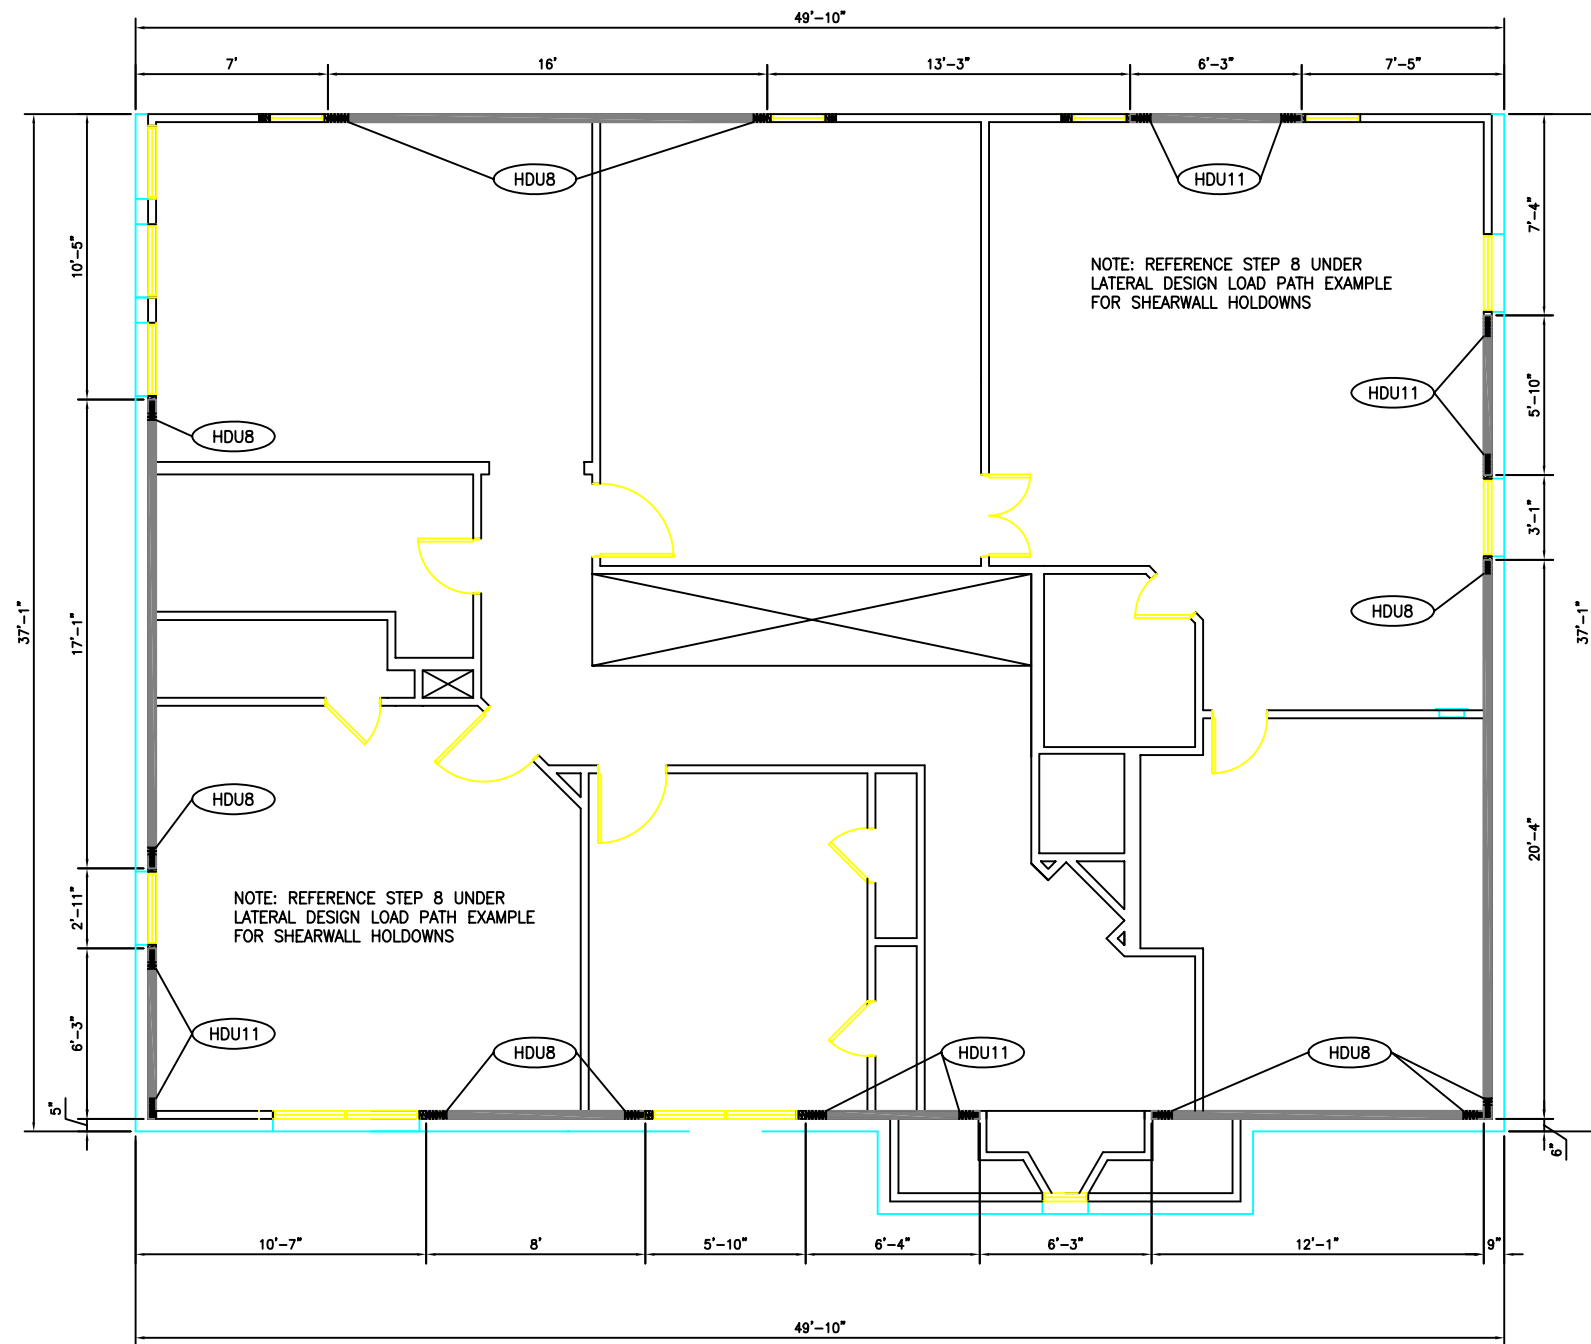 49'-10"
7'
16'
13'-3"
6'-3"
7'-5"
HDU8
HDU11
10'-5"
7'-4"
NOTE: REFERENCE STEP 8 UNDER
LATERAL DESIGN LOAD PATH EXAMPLE
FOR SHEARWALL HOLDOWNS
HDU11
5'-10"
HDU8
3'-1"
HDU8
37'-1"
17'-1"
37'-1"
HDU8
20'-4"
2'-11"
NOTE: REFERENCE STEP 8 UNDER
LATERAL DESIGN LOAD PATH EXAMPLE
FOR SHEARWALL HOLDOWNS
6'-3"
HDU11
HDU8
HDU11
HDU8
5"
6"
10'-7"
8'
5'-10"
6'-4"
6'-3"
12'-1"
9"
49'-10"